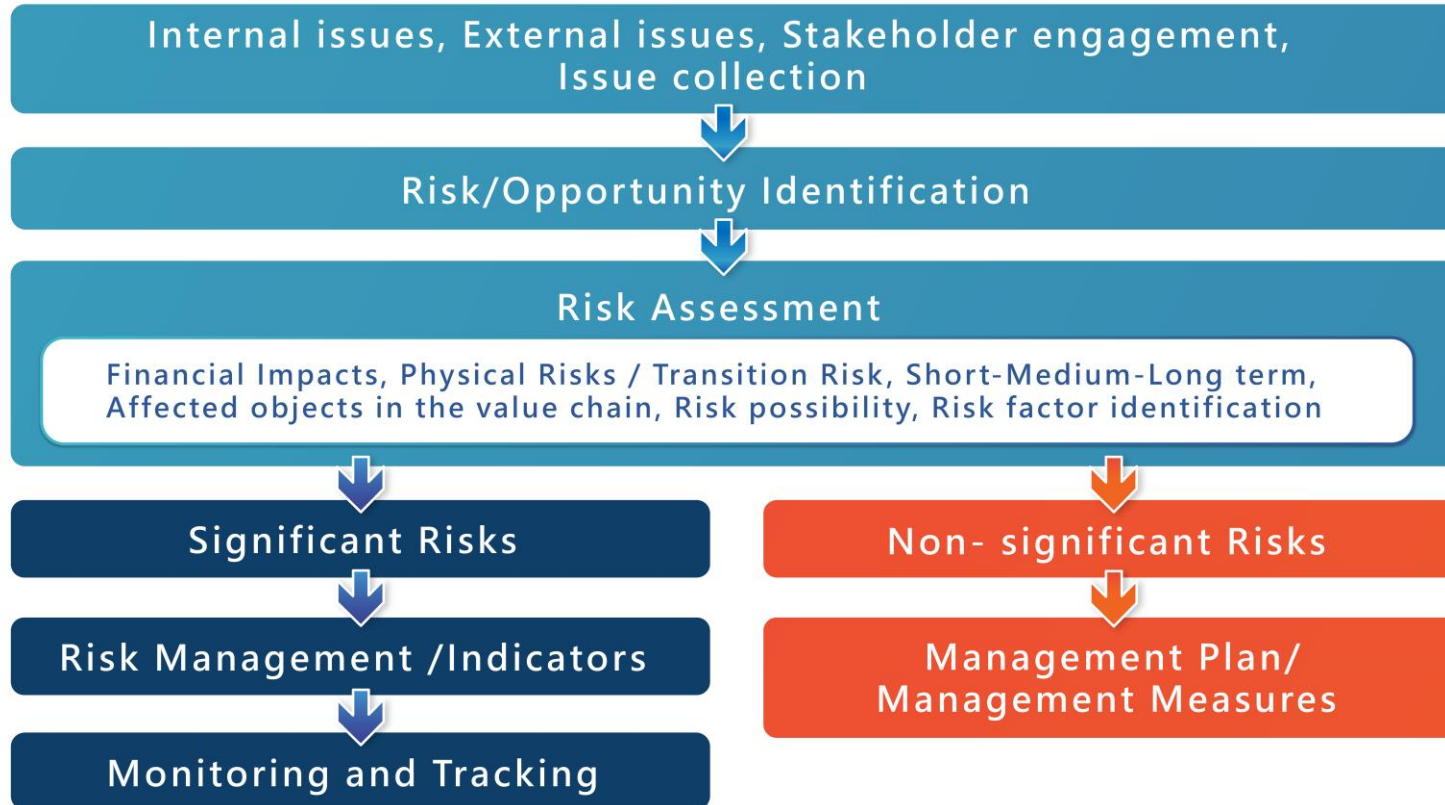 Internal issues, External issues, Stakeholder engagement,
Issue collection
Risk/Opportunity Identification
Risk Assessment
Financial Impacts, Physical Risks / Transition Risk, Short-Medium-Long term,
Affected objects in the value chain, Risk possibility, Risk factor identification
Significant Risks
Non- significant Risks
Risk Management /Indicators
Management Plan/
Management Measures
Monitoring and Tracking